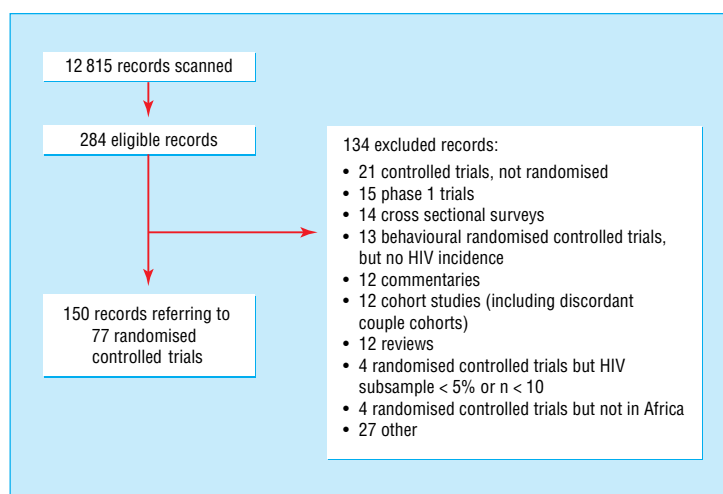 12 815 records scanned
284 eligible records
150 records referring to
77 randomised
controlled trials
134 excluded records:
• 21 controlled trials, not randomised
• 15 phase 1 trials
• 14 cross sectional surveys
• 13 behavioural randomised controlled trials,
but no HIV incidence
• 12 commentaries
• 12 cohort studies (including discordant
couple cohorts)
• 12 reviews
• 4 randomised controlled trials but HIV
subsample < 5% or n < 10
• 4 randomised controlled trials but not in Africa
• 27 other